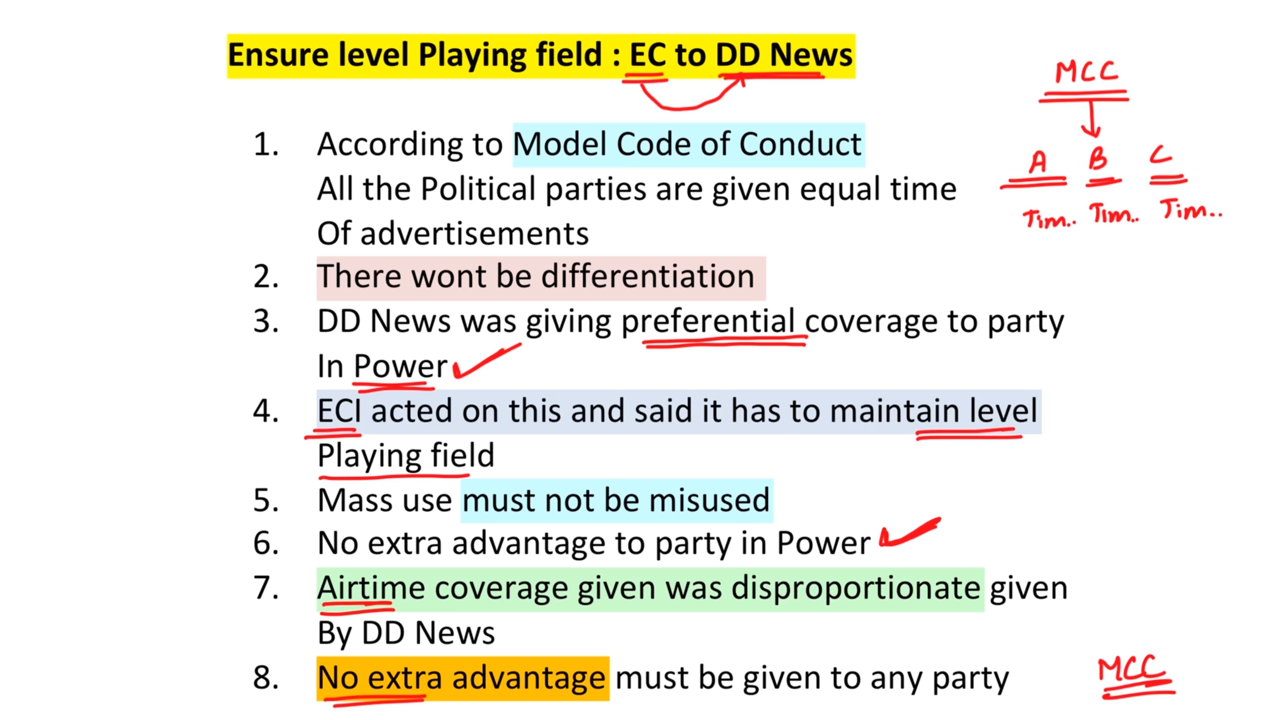 Ensure level Playing field : EC to DD News
MCC
A B C
Tim.. Tim.. Tim..
1. According to Model Code of Conduct
All the Political parties are given equal time
Of advertisements
2. There wont be differentiation
3. DD News was giving preferential coverage to party
In Power
4. ECI acted on this and said it has to maintain level
Playing field
5. Mass use must not be misused
6. No extra advantage to party in Power
7. Airtime coverage given was disproportionate given
By DD News
8. No extra advantage must be given to any party
MCC